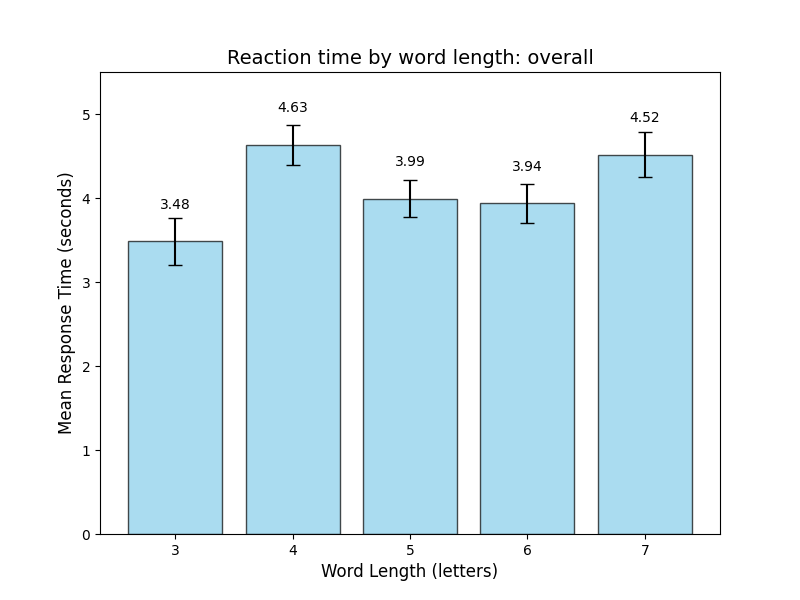 Reaction time by word length: overall
Mean Response Time (seconds)
5
4
3
2
1
0
3.48
4.63
3.99
3.94
4.52
3 4 5 6 7
Word Length (letters)